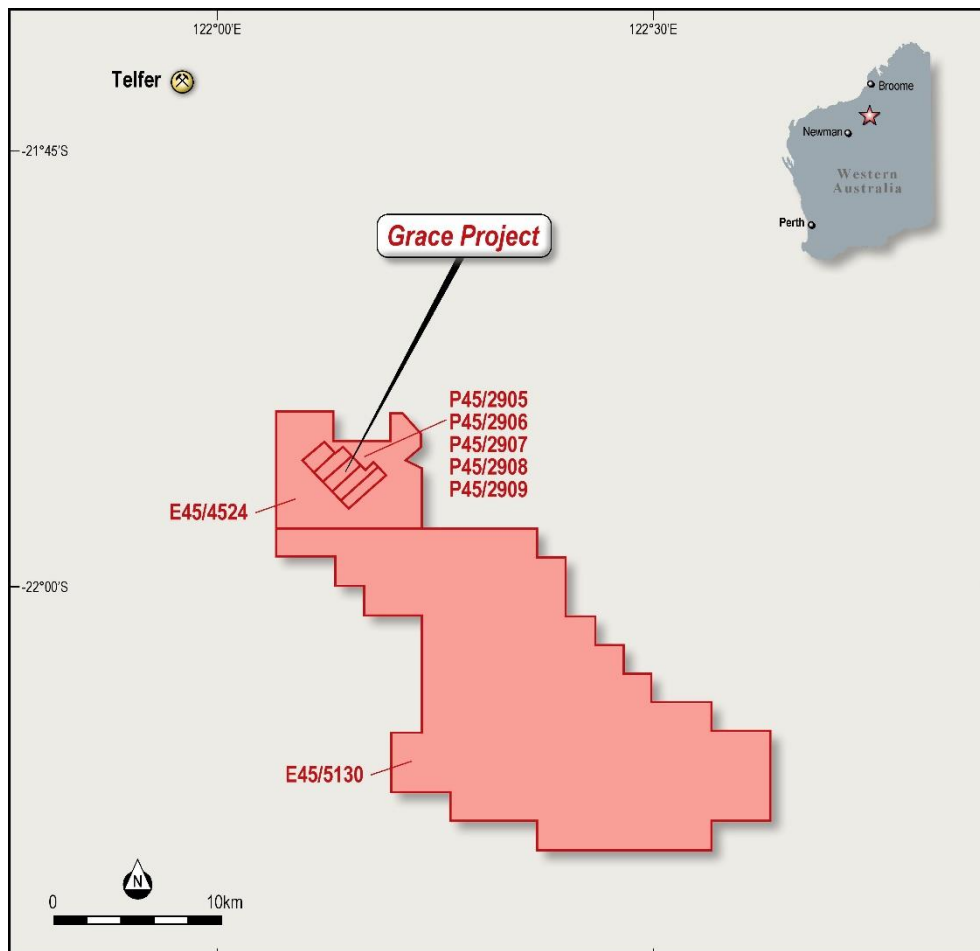 122°00'E
122°30'E
Telfer
Broome
Newman
-21°45'S
Western
Australia
Perth
Grace Project
P45/2905
P45/2906
P45/2907
P45/2908
P45/2909
E45/4524
-22°00'S
E45/5130
N
0
10km